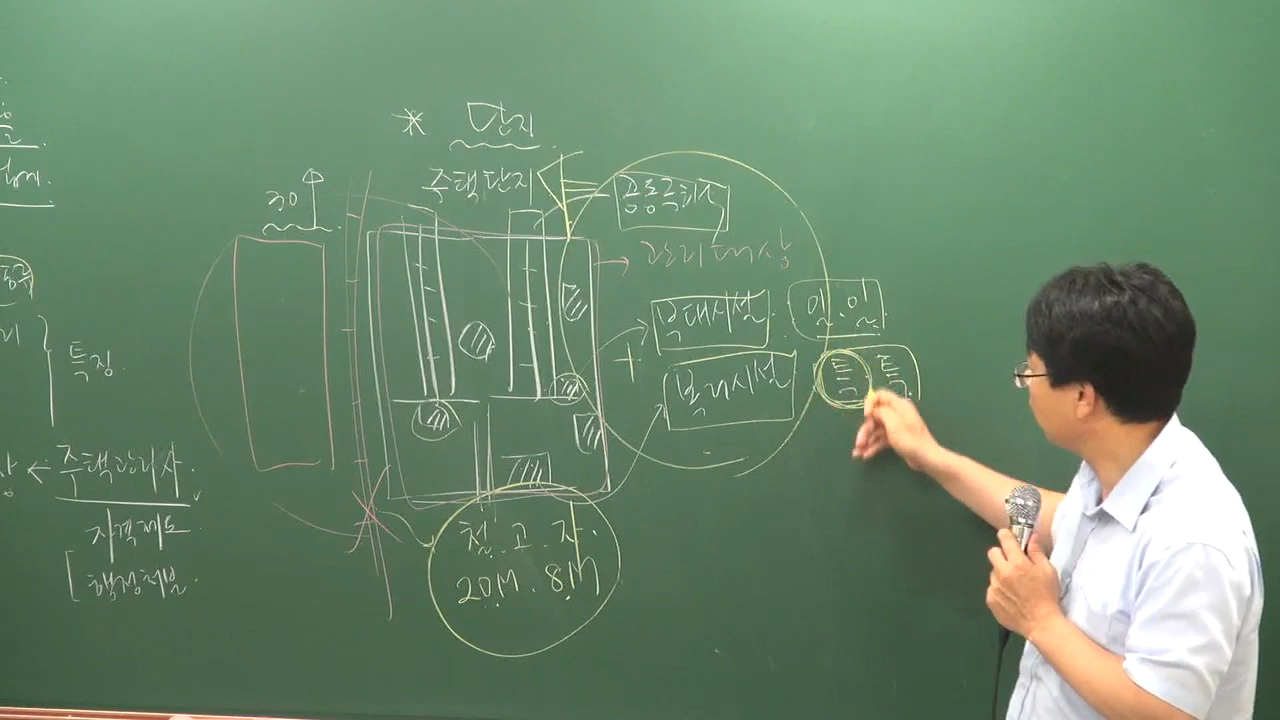 * 단지
주택단지
공동주택
30
관리대상
부대시설
일.일
복리시설
특
특
특징
주택관리사
자격제도
행정처벌
철.고.자.
20M. 8M